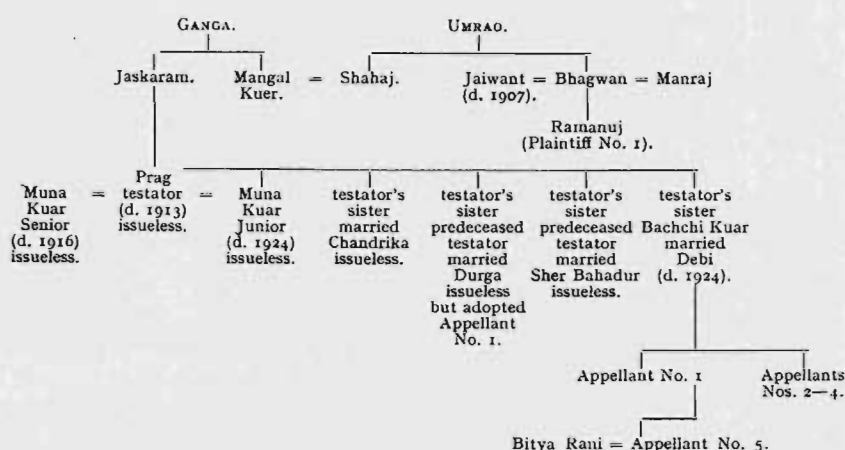 GANGA.
UMRAO.
Jaskaram.
Mangal
Kuer.
=
Shahaj.
Jaiwant = Bhagwan = Manraj
(d. 1907).
Ramanuj
(Plaintiff No. 1).
Muna
Kuar
Senior
(d. 1916)
issueless.
=
Prag
testator
(d. 1913)
issueless.
=
Muna
Kuar
Junior
(d. 1924)
issueless.
testator's
sister
married
Chandrika
issueless.
testator's
sister
predeceased
testator
married
Durga
issueless
but adopted
Appellant
No. 1.
testator's
sister
predeceased
testator
married
Sher Bahadur
issueless.
testator's
sister
Bachchi Kuar
married
Debi
(d. 1924).
Appellant No. 1
Appellants
Nos. 2—4.
Bitya Rani = Appellant No. 5.